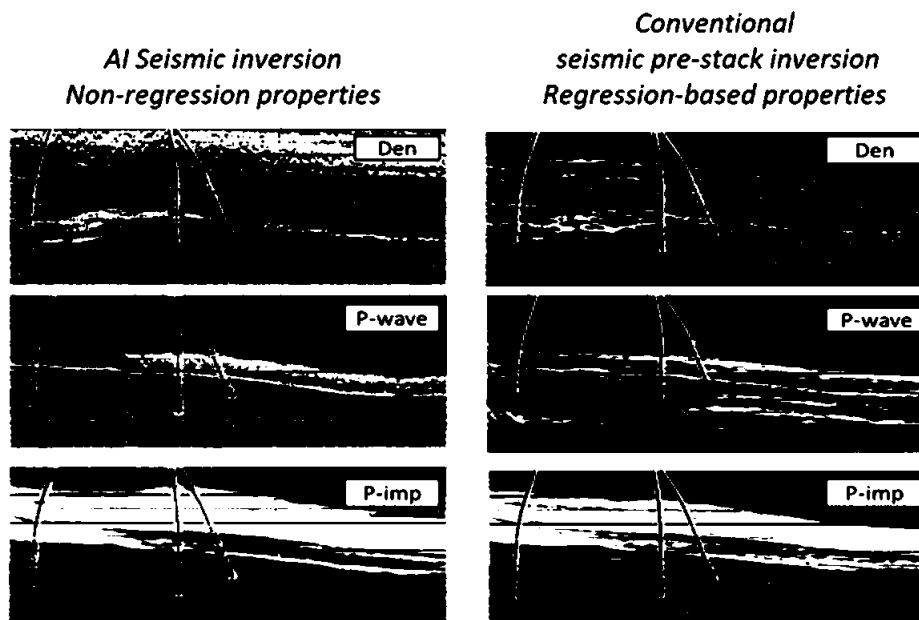 AI Seismic inversion
Non-regression properties
Conventional
seismic pre-stack inversion
Regression-based properties
Den
Den
P-wave
P-wave
P-imp
P-imp